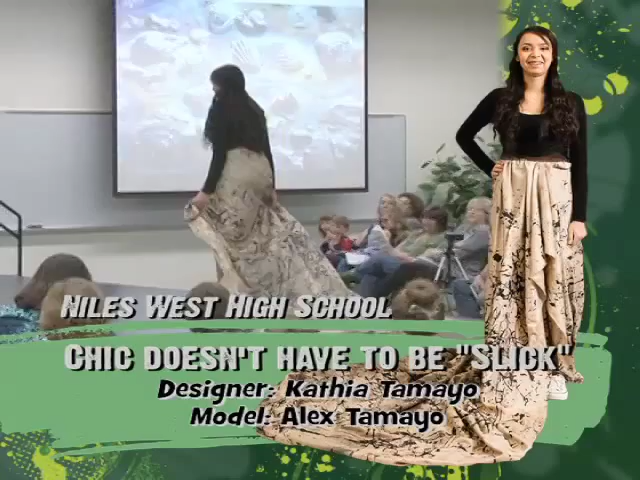 Niles West High School
Chic doesn't have to be "Slick"
Designer: Kathia Tamayo
Model: Alex Tamayo